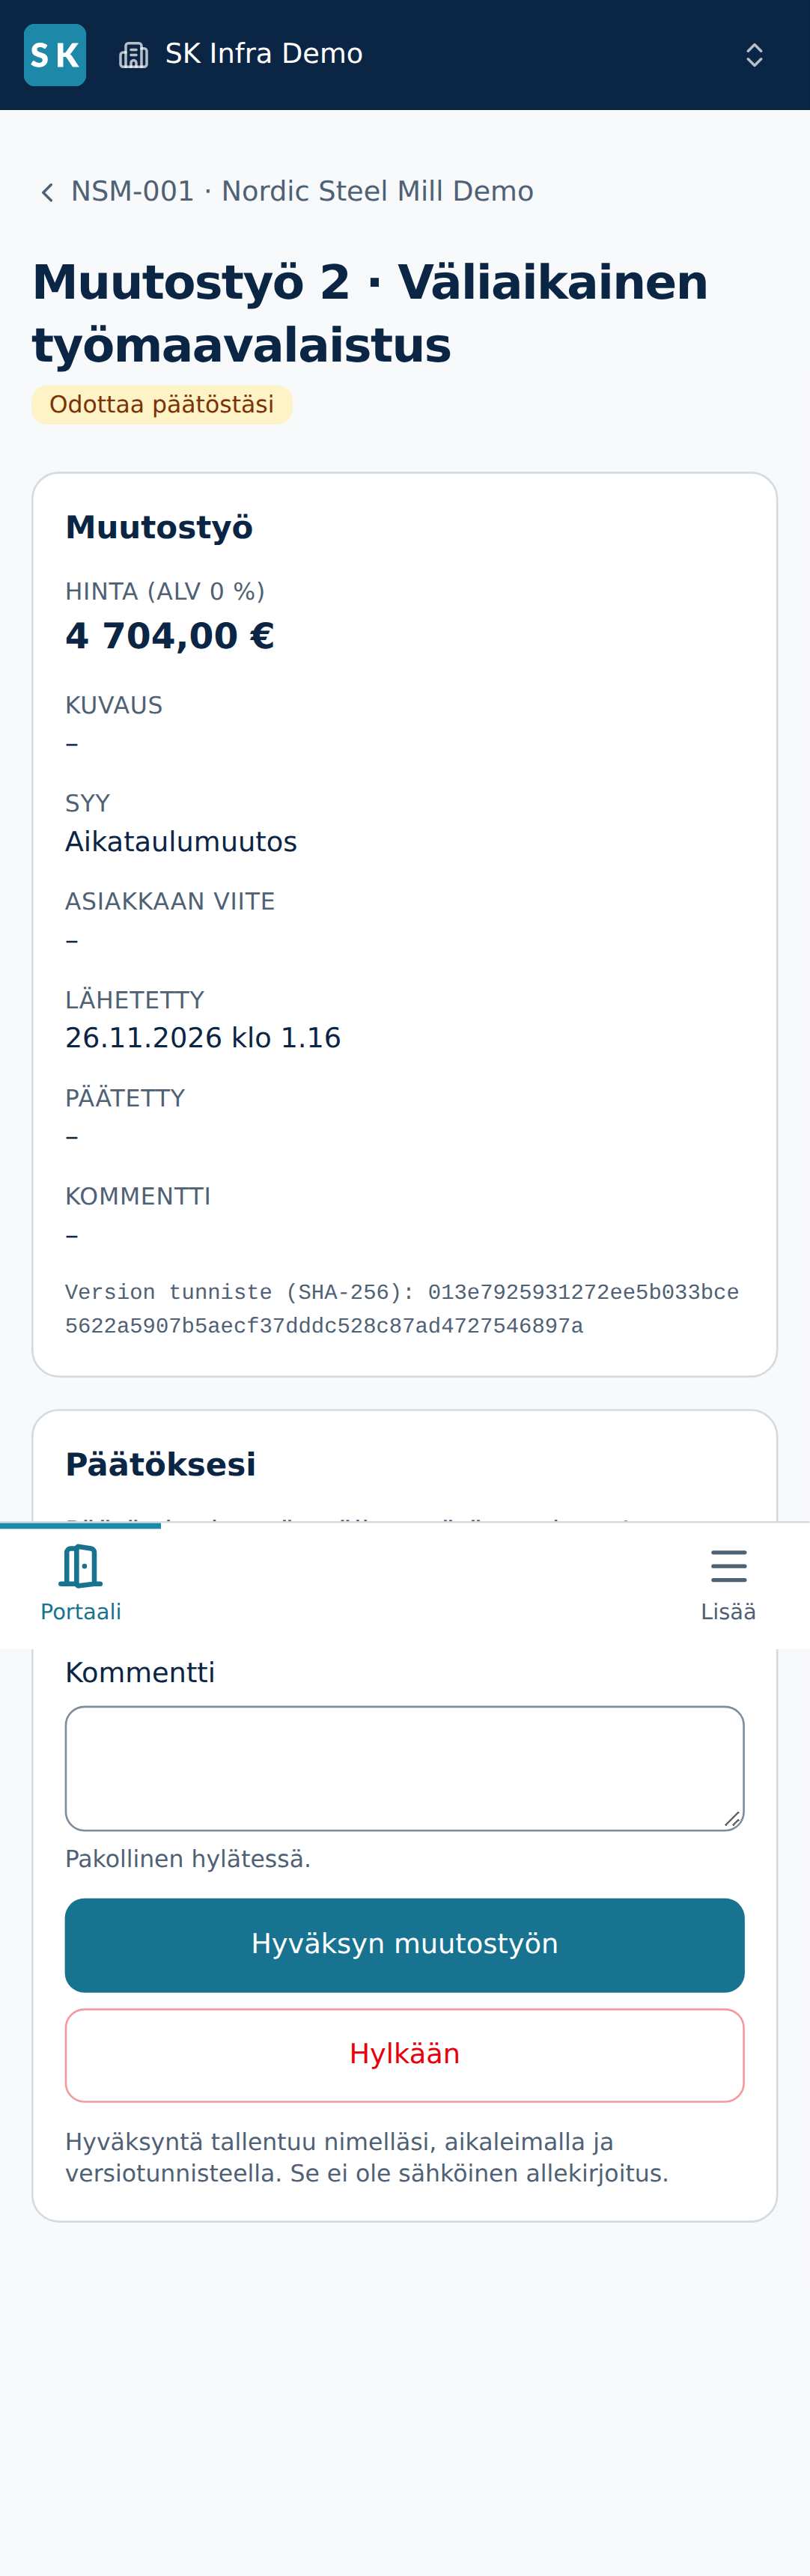 SK
SK Infra Demo
NSM-001 · Nordic Steel Mill Demo
Muutostyö 2 · Väliaikainen
työmaavalaistus
Odottaa päätöstäsi
Muutostyö
HINTA (ALV 0 %)
4 704,00 €
KUVAUS
–
SYY
Aikataulumuutos
ASIAKKAAN VIITE
–
LÄHETETTY
26.11.2026 klo 1.16
PÄÄTETTY
–
KOMMENTTI
–
Version tunniste (SHA-256): 013e7925931272ee5b033bce
5622a5907b5aecf37dddc528c87ad4727546897a
Päätöksesi
Portaali
Lisää
Kommentti
Pakollinen hylätessä.
Hyväksyn muutostyön
Hylkään
Hyväksyntä tallentuu nimelläsi, aikaleimalla ja
versiotunnisteella. Se ei ole sähköinen allekirjoitus.